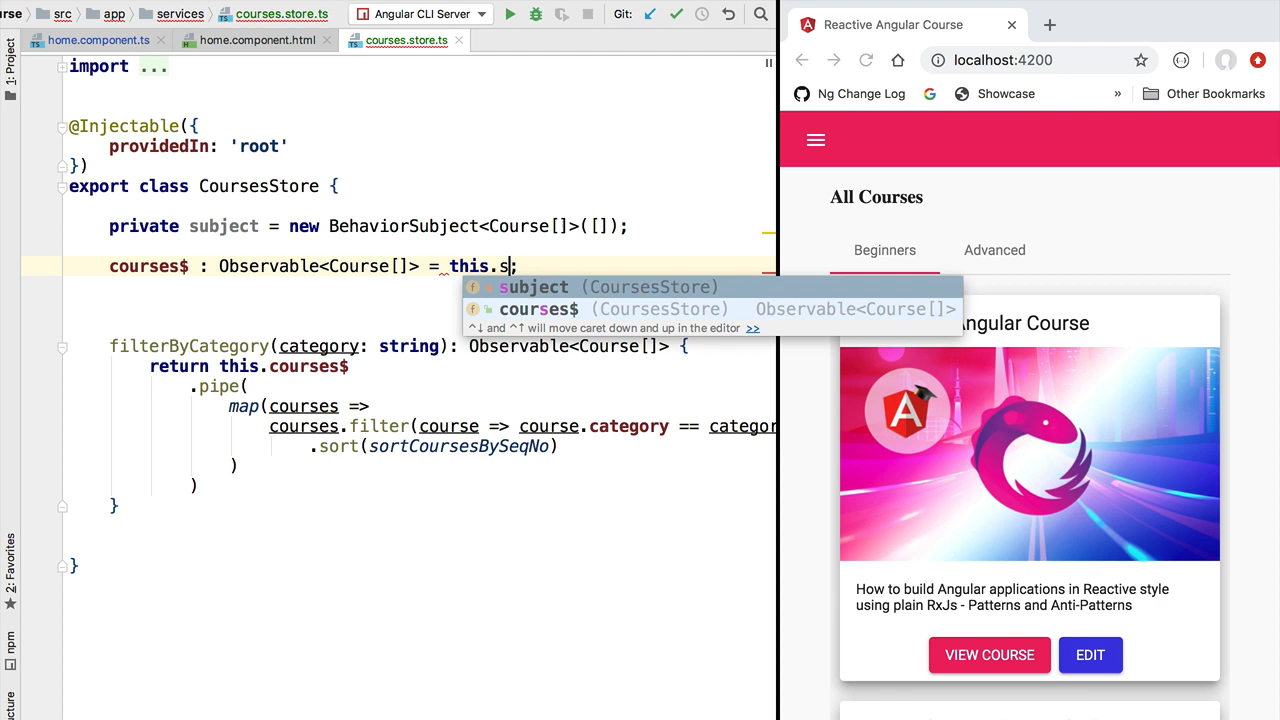 rse src app services courses.store.ts Angular CLI Server Git:
home.component.ts home.component.html courses.store.ts
1: Project
2: Favorites
npm
ucture
import ...
@Injectable({
providedIn: 'root'
})
export class CoursesStore {
private subject = new BehaviorSubject<Course[]>([]);
courses$ : Observable<Course[]> = this.s;
subject (CoursesStore)
courses$ (CoursesStore) Observable<Course[]>
^↓ and ^↑ will move caret down and up in the editor >>
filterByCategory(category: string): Observable<Course[]> {
return this.courses$
.pipe(
map(courses =>
courses.filter(course => course.category == categor
.sort(sortCoursesBySeqNo)
)
)
}
}
Reactive Angular Course
localhost:4200
Ng Change Log Showcase » Other Bookmarks
All Courses
Beginners Advanced
Angular Course
How to build Angular applications in Reactive style
using plain RxJs - Patterns and Anti-Patterns
VIEW COURSE EDIT